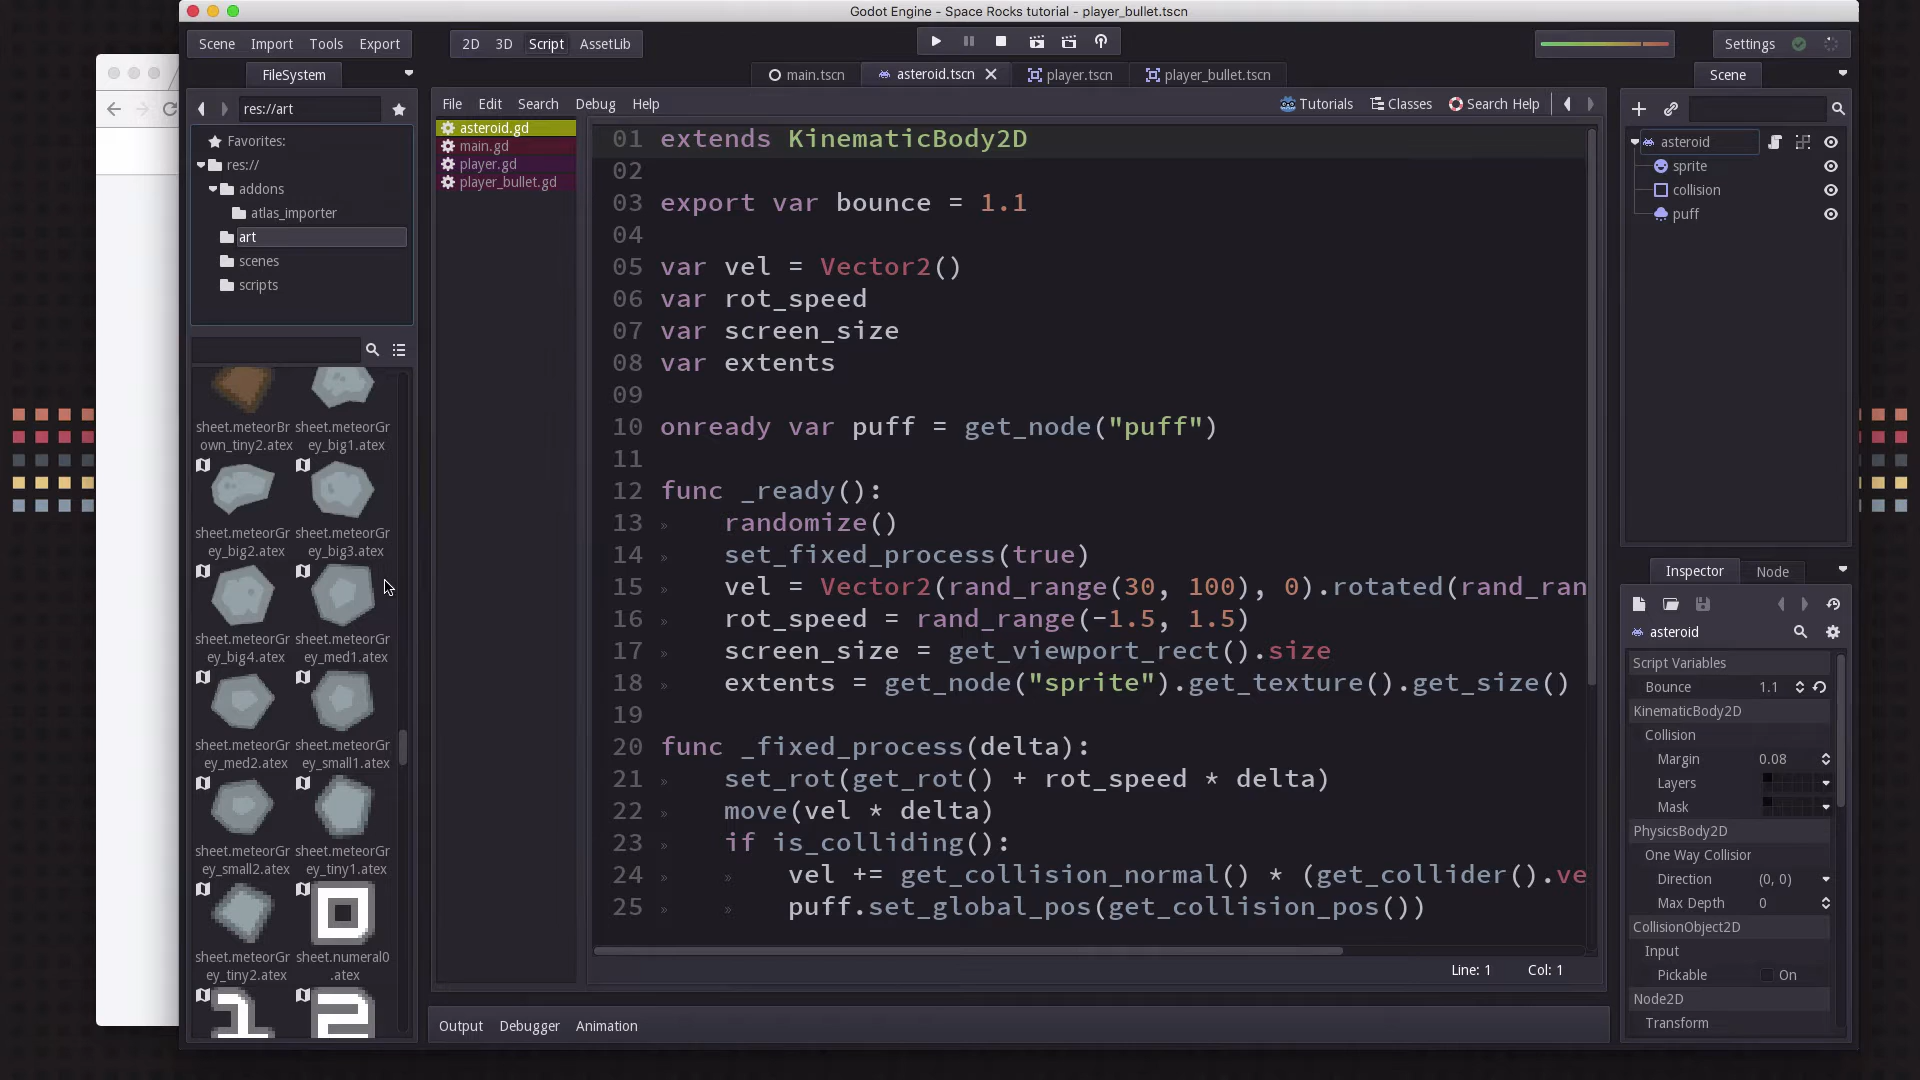 Godot Engine - Space Rocks tutorial - player_bullet.tscn
Scene Import Tools Export
2D 3D Script AssetLib
Settings
FileSystem
main.tscn asteroid.tscn player.tscn player_bullet.tscn
Scene
res://art
Favorites:
res://
addons
atlas_importer
art
scenes
scripts
sheet.meteorBr
own_tiny2.atex
sheet.meteorGr
ey_big1.atex
sheet.meteorGr
ey_big2.atex
sheet.meteorGr
ey_big3.atex
sheet.meteorGr
ey_big4.atex
sheet.meteorGr
ey_med1.atex
sheet.meteorGr
ey_med2.atex
sheet.meteorGr
ey_small1.atex
sheet.meteorGr
ey_small2.atex
sheet.meteorGr
ey_tiny1.atex
sheet.meteorGr
ey_tiny2.atex
sheet.numeral0
.atex
1 2
File Edit Search Debug Help
Tutorials Classes Search Help
asteroid.gd
main.gd
player.gd
player_bullet.gd
01 extends KinematicBody2D
02
03 export var bounce = 1.1
04
05 var vel = Vector2()
06 var rot_speed
07 var screen_size
08 var extents
09
10 onready var puff = get_node("puff")
11
12 func _ready():
13 randomize()
14 set_fixed_process(true)
15 vel = Vector2(rand_range(30, 100), 0).rotated(rand_ran
16 rot_speed = rand_range(-1.5, 1.5)
17 screen_size = get_viewport_rect().size
18 extents = get_node("sprite").get_texture().get_size()
19
20 func _fixed_process(delta):
21 set_rot(get_rot() + rot_speed * delta)
22 move(vel * delta)
23 if is_colliding():
24 vel += get_collision_normal() * (get_collider().ve
25 puff.set_global_pos(get_collision_pos())
Line: 1 Col: 1
Output Debugger Animation
asteroid
sprite
collision
puff
Inspector Node
asteroid
Script Variables
Bounce 1.1
KinematicBody2D
Collision
Margin 0.08
Layers
Mask
PhysicsBody2D
One Way Collisior
Direction (0, 0)
Max Depth 0
CollisionObject2D
Input
Pickable On
Node2D
Transform